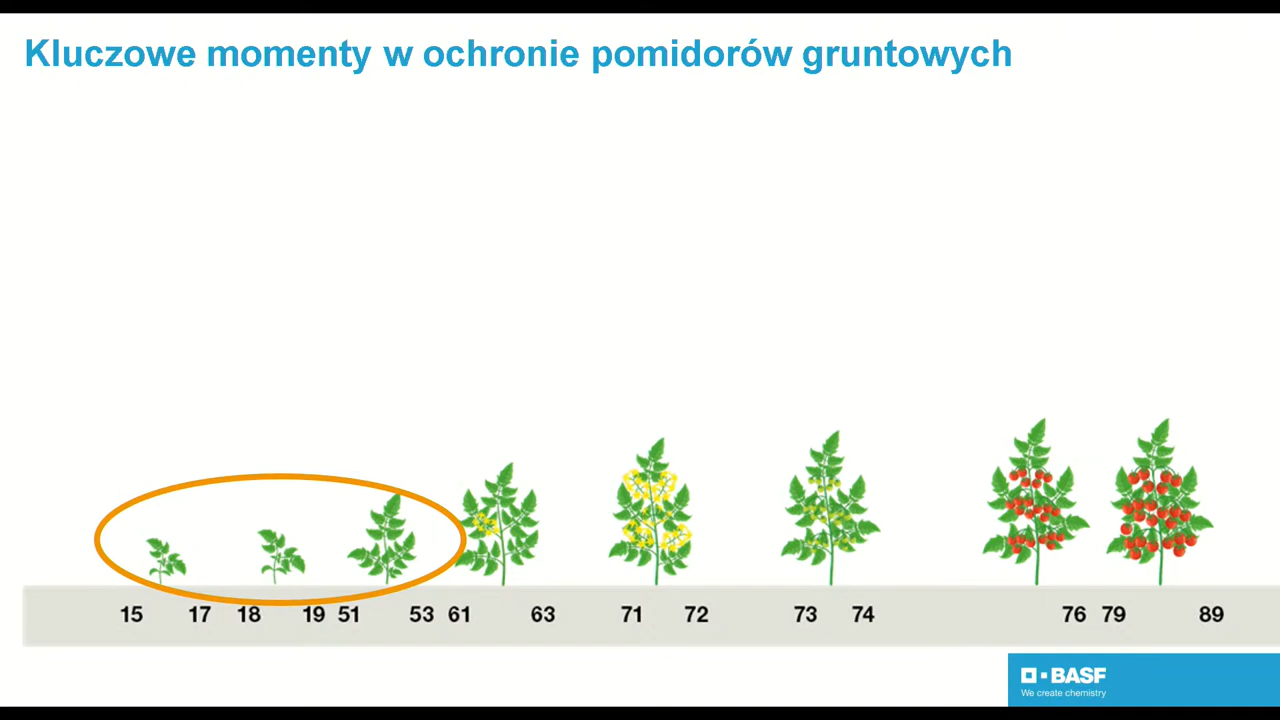 Kluczowe momenty w ochronie pomidorów gruntowych
15 17 18 19 51 53 61 63 71 72 73 74 76 79 89
BASF
We create chemistry